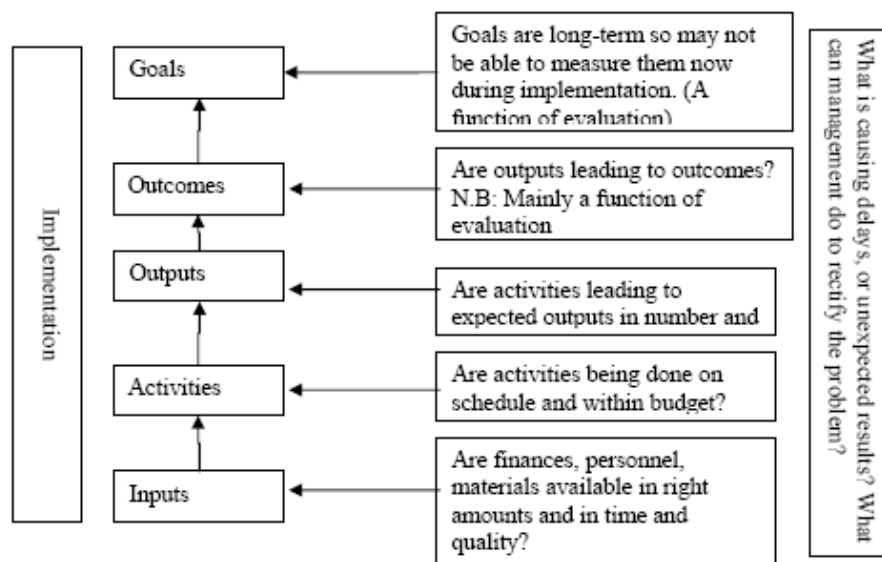 Implementation
Goals
Goals are long-term so may not
be able to measure them now
during implementation. (A
function of evaluation)
Outcomes
Are outputs leading to outcomes?
N.B: Mainly a function of
evaluation
Outputs
Are activities leading to
expected outputs in number and
Activities
Are activities being done on
schedule and within budget?
Inputs
Are finances, personnel,
materials available in right
amounts and in time and
quality?
What is causing delays, or unexpected results? What
can management do to rectify the problem?